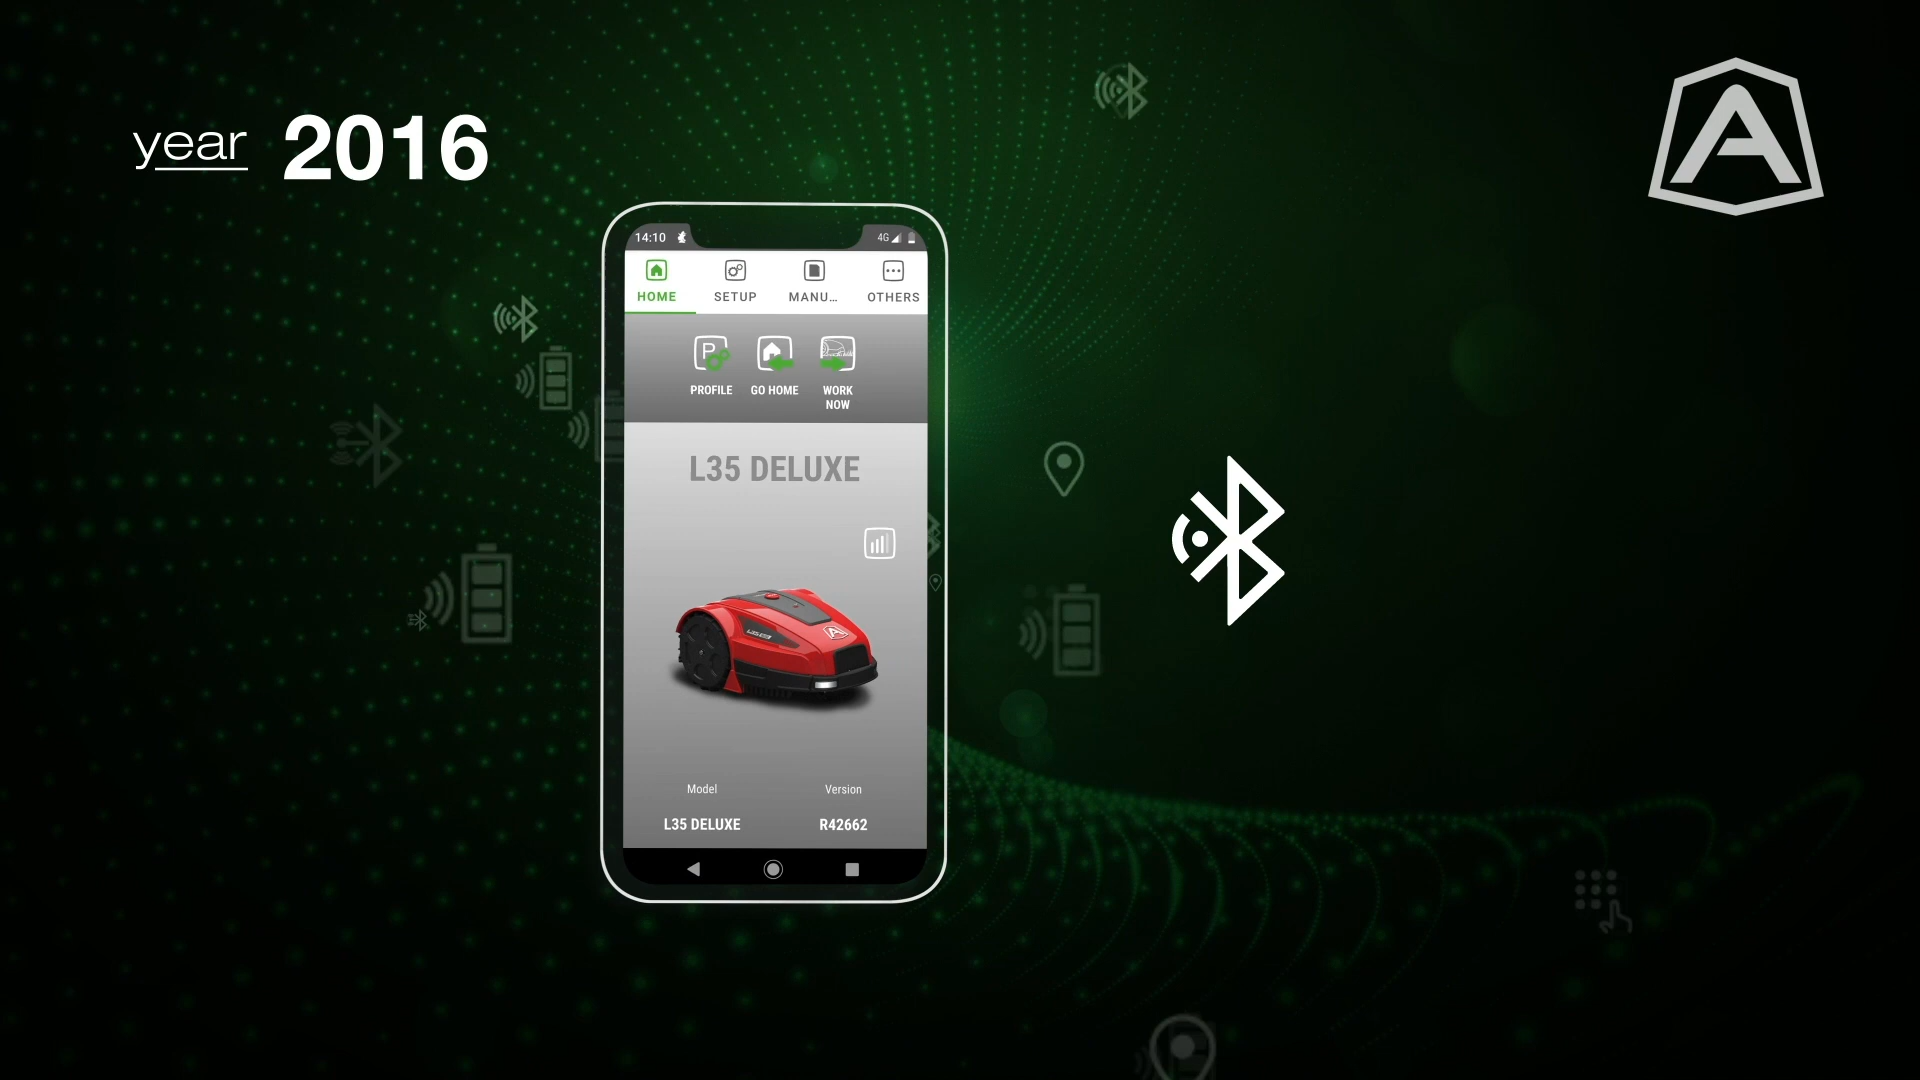 year 2016
14:10
4G
HOME SETUP MANU... OTHERS
P
PROFILE GO HOME WORK
NOW
L35 DELUXE
A
Model Version
L35 DELUXE R42662
A